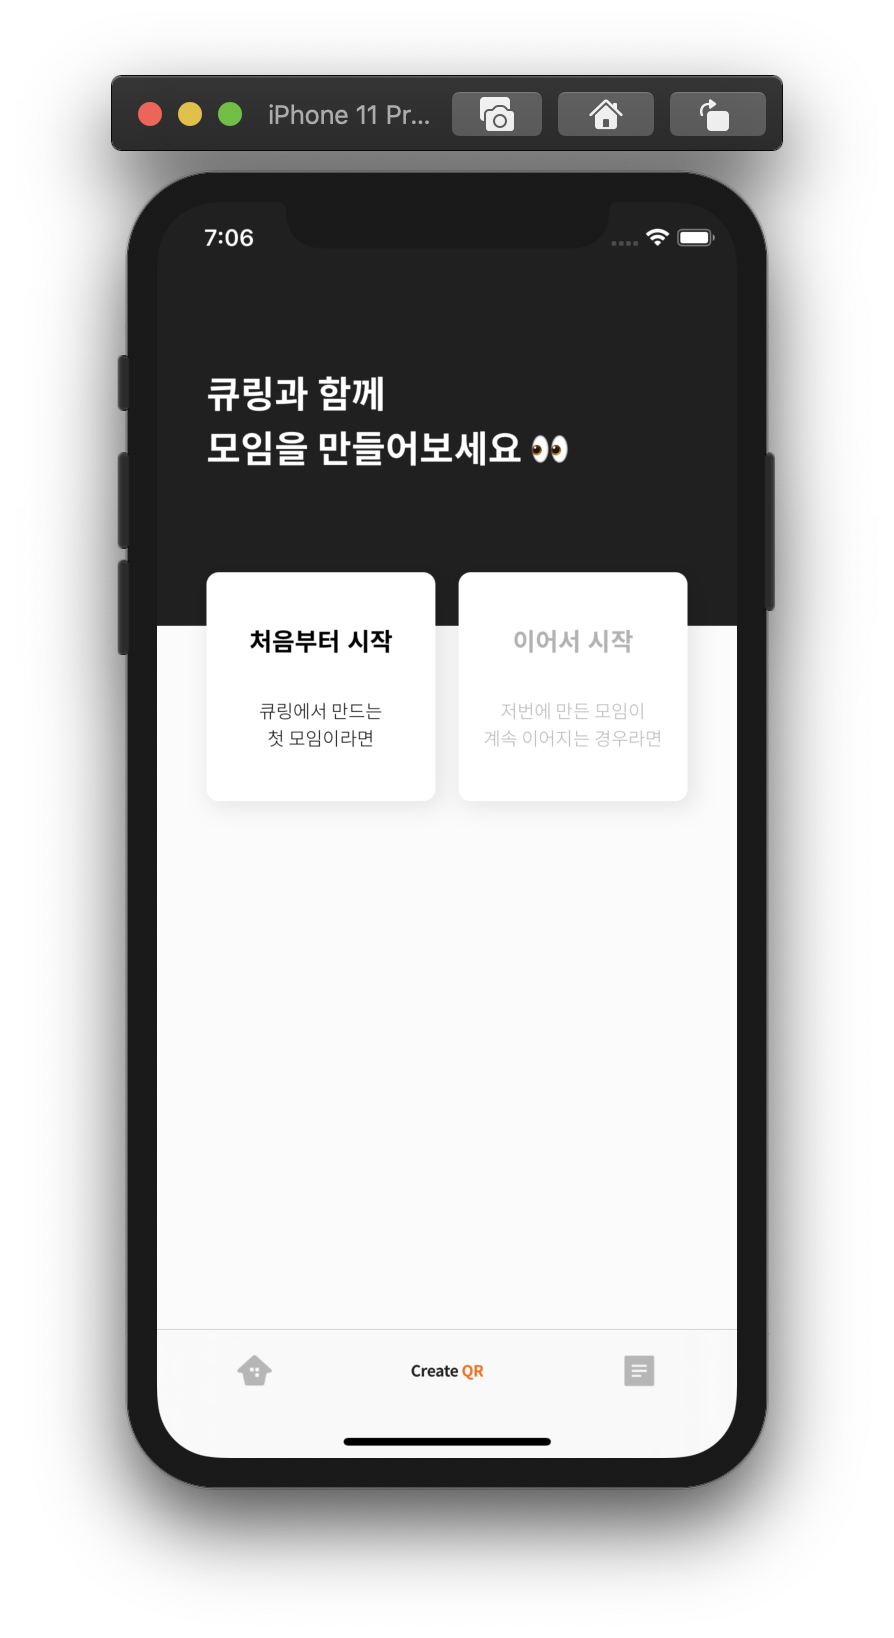 iPhone 11 Pr...
7:06
큐링과 함께
모임을 만들어보세요 👀
처음부터 시작
큐링에서 만드는
첫 모임이라면
이어서 시작
저번에 만든 모임이
계속 이어지는 경우라면
Create QR